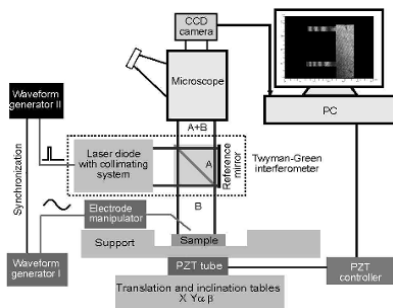 CCD
camera
Microscope
PC
Waveform
generator II
A+B
Laser diode
with collimating
system
A
Reference
mirror
Twyman-Green
interferometer
Synchronization
Electrode
manipulator
B
Support
Sample
Waveform
generator I
PZT tube
PZT
controller
Translation and inclination tables
X Yα β